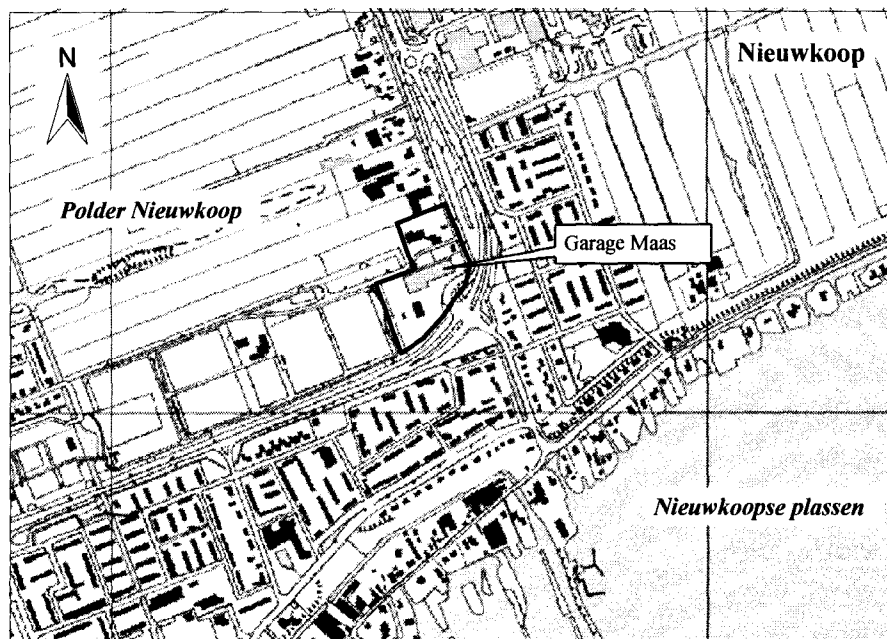 Nieuwkoop
N
Polder Nieuwkoop
Garage Maas
Nieuwkoopse plassen